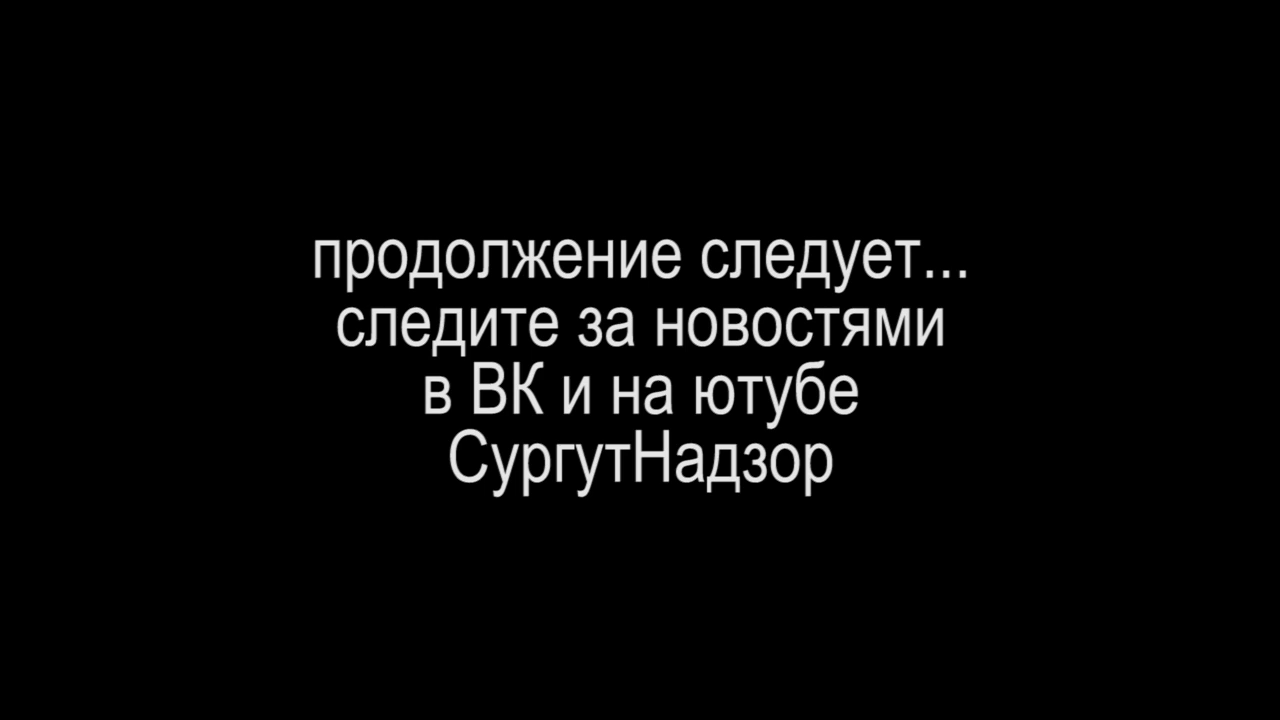 продолжение следует...
следите за новостями
в ВК и на ютубе
СургутНадзор